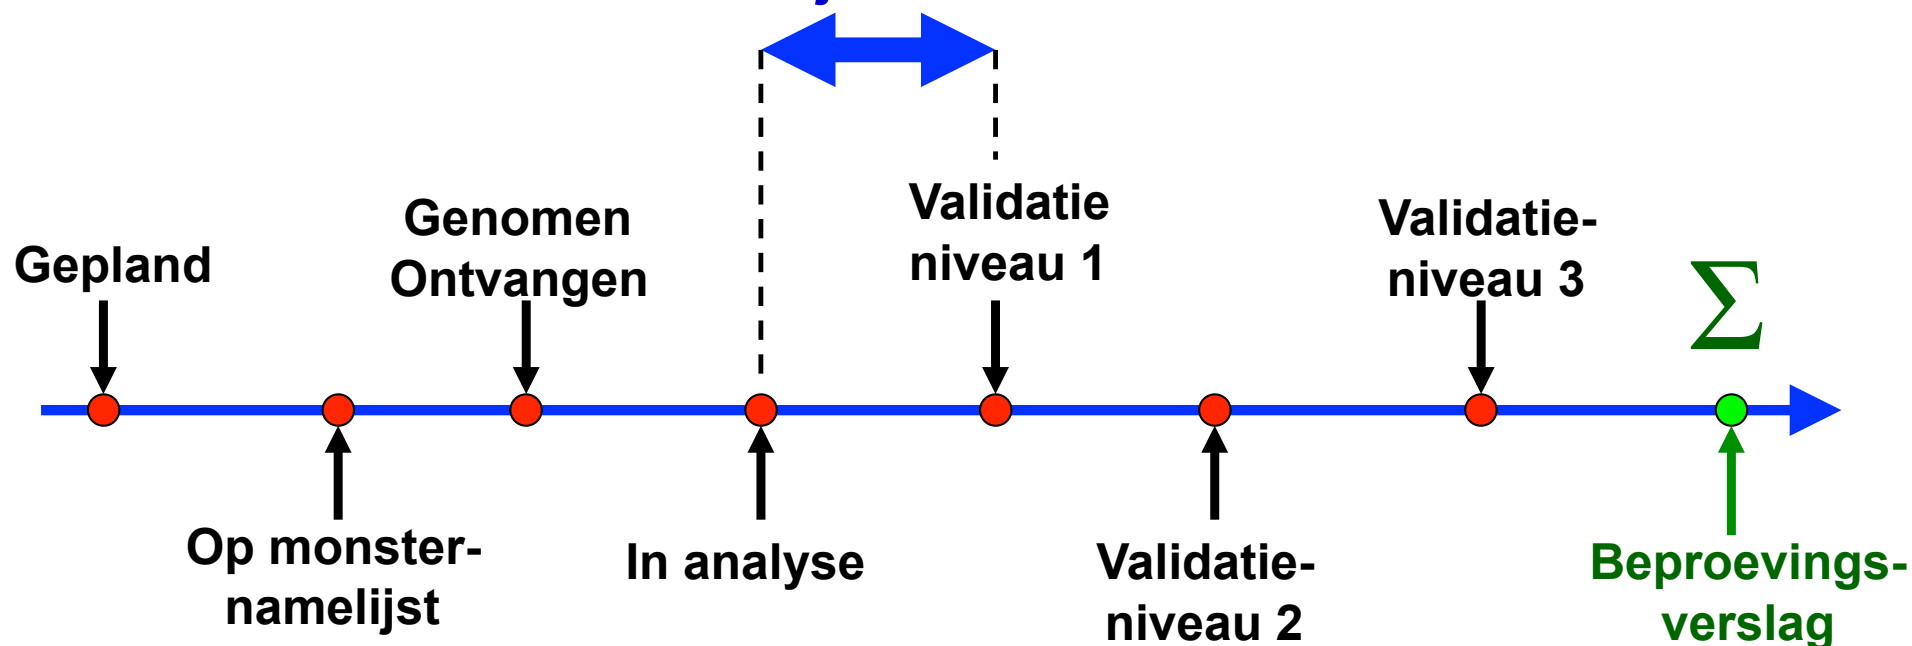 Gepland
Op monster-
namelijst
Genomen
Ontvangen
In analyse
Validatie
niveau 1
Validatie-
niveau 2
Validatie-
niveau 3
Σ
Beproevings-
verslag